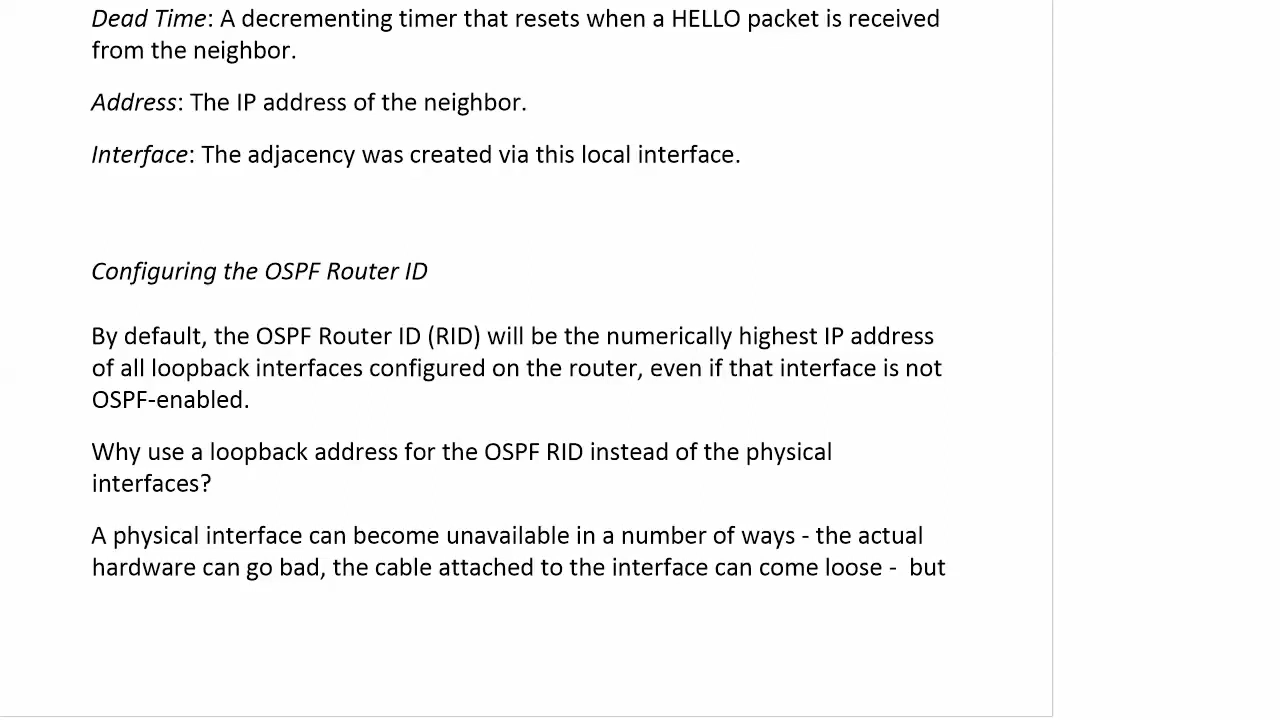 Dead Time: A decrementing timer that resets when a HELLO packet is received
from the neighbor.
Address: The IP address of the neighbor.
Interface: The adjacency was created via this local interface.
Configuring the OSPF Router ID
By default, the OSPF Router ID (RID) will be the numerically highest IP address
of all loopback interfaces configured on the router, even if that interface is not
OSPF-enabled.
Why use a loopback address for the OSPF RID instead of the physical
interfaces?
A physical interface can become unavailable in a number of ways - the actual
hardware can go bad, the cable attached to the interface can come loose -  but